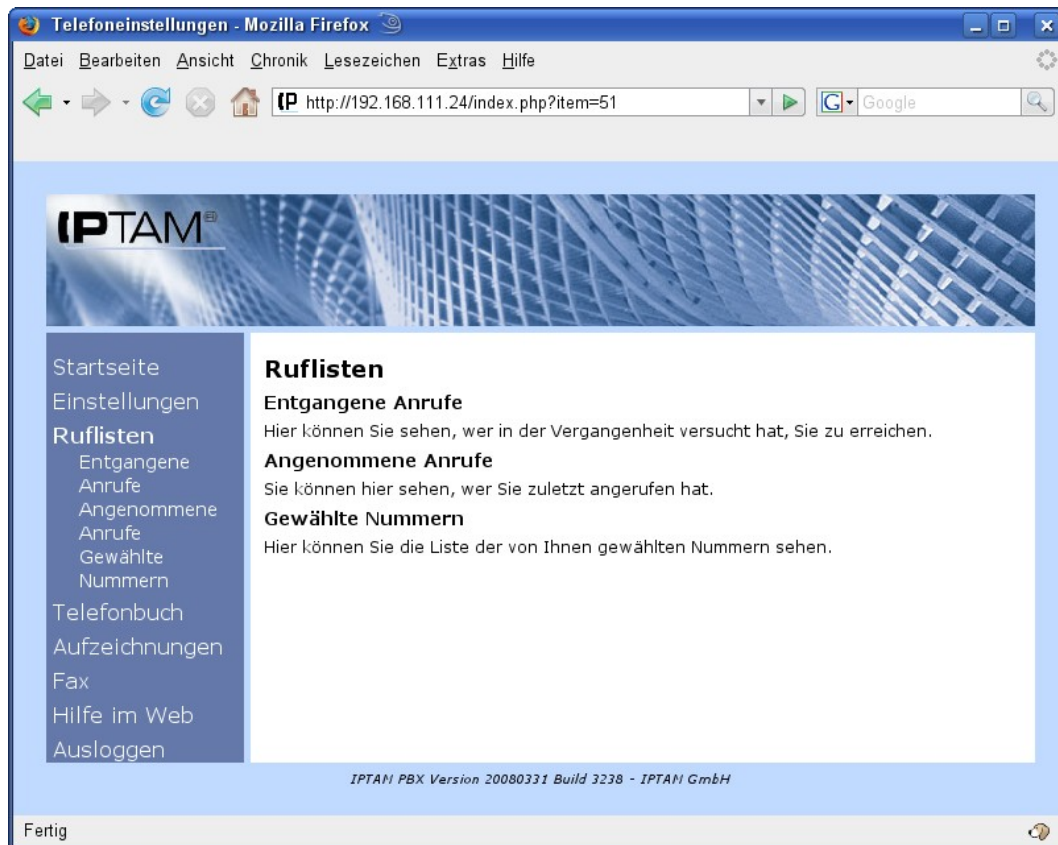 Telefoneinstellungen - Mozilla Firefox
Datei Bearbeiten Ansicht Chronik Lesezeichen Extras Hilfe
http://192.168.111.24/index.php?item=51
Google
IPTAM®
Startseite
Einstellungen
Ruflisten
Entgangene
Anrufe
Angenommene
Anrufe
Gewählte
Nummern
Telefonbuch
Aufzeichnungen
Fax
Hilfe im Web
Ausloggen
Ruflisten
Entgangene Anrufe
Hier können Sie sehen, wer in der Vergangenheit versucht hat, Sie zu erreichen.
Angenommene Anrufe
Sie können hier sehen, wer Sie zuletzt angerufen hat.
Gewählte Nummern
Hier können Sie die Liste der von Ihnen gewählten Nummern sehen.
IPTAM PBX Version 20080331 Build 3238 - IPTAM GmbH
Fertig